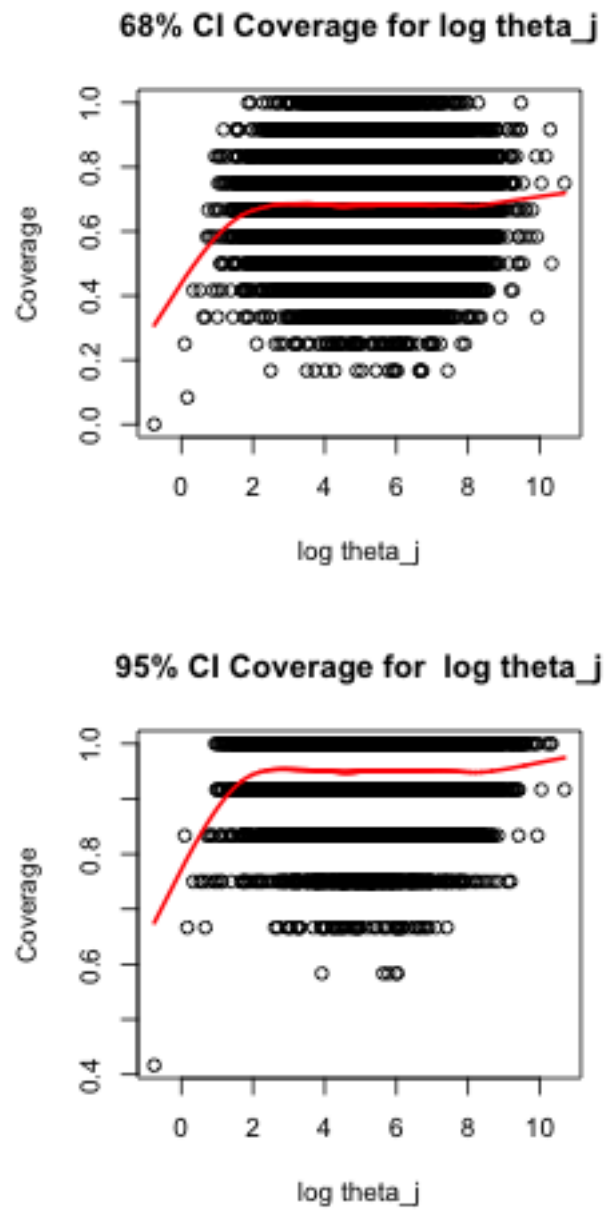 68% CI Coverage for log theta_j
1.0
0.8
0.6
0.4
0.2
0.0
Coverage
0 2 4 6 8 10
log theta_j
95% CI Coverage for  log theta_j
1.0
0.8
0.6
0.4
Coverage
0 2 4 6 8 10
log theta_j